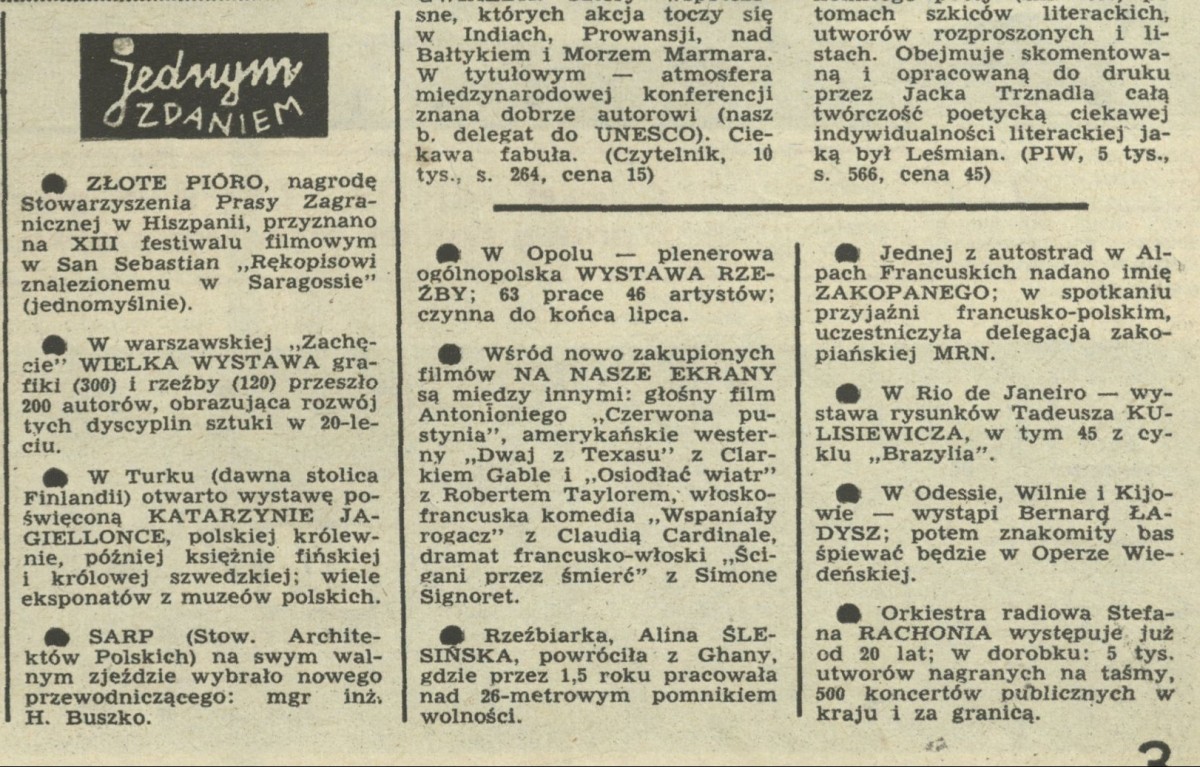 jednym
ZDANIEM
● ZŁOTE PIÓRO, nagrodę
Stowarzyszenia Prasy Zagra-
nicznej w Hiszpanii, przyznano
na XIII festiwalu filmowym
w San Sebastian „Rękopisowi
znalezionemu w Saragossie"
(jednomyślnie).
● W warszawskiej „Zachę-
cie" WIELKA WYSTAWA gra-
fiki (300) i rzeźby (120) przeszło
200 autorów, obrazująca rozwój
tych dyscyplin sztuki w 20-le-
ciu.
● W Turku (dawna stolica
Finlandii) otwarto wystawę po-
święconą KATARZYNIE JA-
GIELLONCE, polskiej królew-
nie, później księżnie fińskiej
i królowej szwedzkiej; wiele
eksponatów z muzeów polskich.
● SARP (Stow. Archite-
któw Polskich) na swym wal-
nym zjeździe wybrało nowego
przewodniczącego: mgr inż.
H. Buszko.
sne, których akcja toczy się
w Indiach, Prowansji, nad
Bałtykiem i Morzem Marmara.
W tytułowym — atmosfera
międzynarodowej konferencji
znana dobrze autorowi (nasz
b. delegat do UNESCO). Cie-
kawa fabuła. (Czytelnik, 10
tys., s. 264, cena 15)
tomach szkiców literackich,
utworów rozproszonych i li-
stach. Obejmuje skomentowa-
ną i opracowaną do druku
przez Jacka Trznadla całą
twórczość poetycką ciekawej
indywidualności literackiej ja-
ką był Leśmian. (PIW, 5 tys.,
s. 566, cena 45)
● W Opolu — plenerowa
ogólnopolska WYSTAWA RZE-
ŹBY; 63 prace 46 artystów;
czynna do końca lipca.
● Wśród nowo zakupionych
filmów NA NASZE EKRANY
są między innymi: głośny film
Antonioniego „Czerwona pu-
stynia", amerykańskie wester-
ny „Dwaj z Texasu" z Clar-
kiem Gable i „Osiodłać wiatr"
z Robertem Taylorem, włosko-
francuska komedia „Wspaniały
rogacz" z Claudią Cardinale,
dramat francusko-włoski „Ści-
gani przez śmierć" z Simone
Signoret.
● Rzeźbiarka, Alina ŚLE-
SIŃSKA, powróciła z Ghany,
gdzie przez 1,5 roku pracowała
nad 26-metrowym pomnikiem
wolności.
● Jednej z autostrad w Al-
pach Francuskich nadano imię
ZAKOPANEGO; w spotkaniu
przyjaźni francusko-polskim,
uczestniczyła delegacja zako-
piańskiej MRN.
● W Rio de Janeiro — wy-
stawa rysunków Tadeusza KU-
LISIEWICZA, w tym 45 z cy-
klu „Brazylia".
● W Odessie, Wilnie i Kijo-
wie — wystąpi Bernard ŁA-
DYSZ; potem znakomity bas
śpiewać będzie w Operze Wie-
deńskiej.
● Orkiestra radiowa Stefa-
na RACHONIA występuje już
od 20 lat; w dorobku: 5 tys.
utworów nagranych na taśmy,
500 koncertów publicznych w
kraju i za granicą.
3